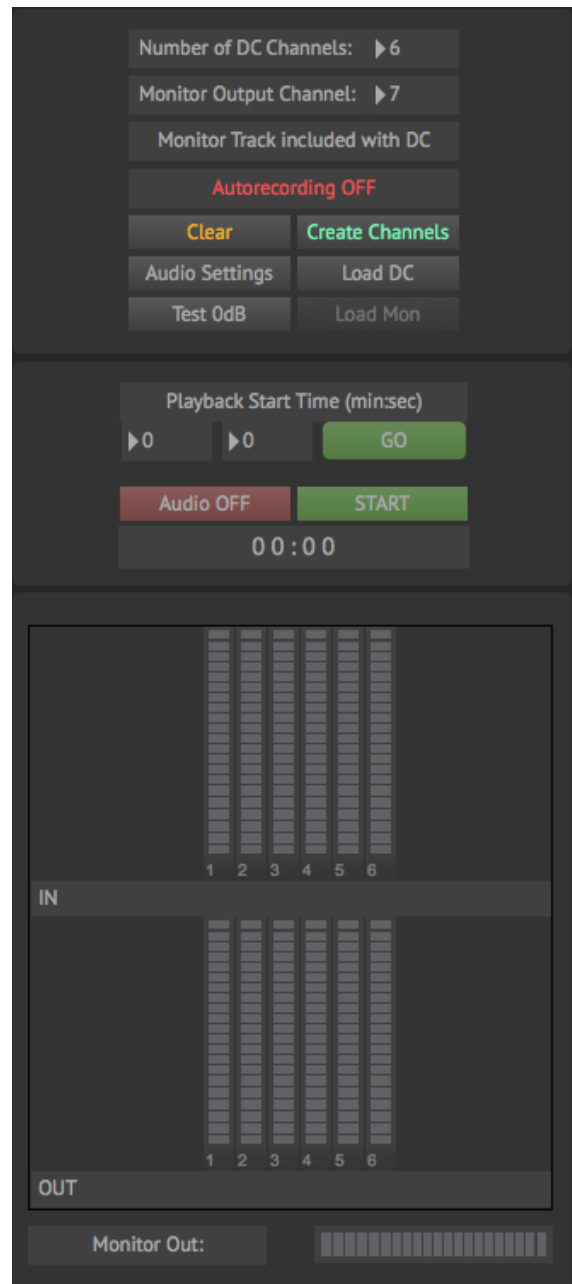 Number of DC Channels: 6
Monitor Output Channel: 7
Monitor Track included with DC
Autorecording OFF
Clear Create Channels
Audio Settings Load DC
Test 0dB Load Mon
Playback Start Time (min:sec)
0 0 GO
Audio OFF START
00:00
1 2 3 4 5 6
IN
1 2 3 4 5 6
OUT
Monitor Out: